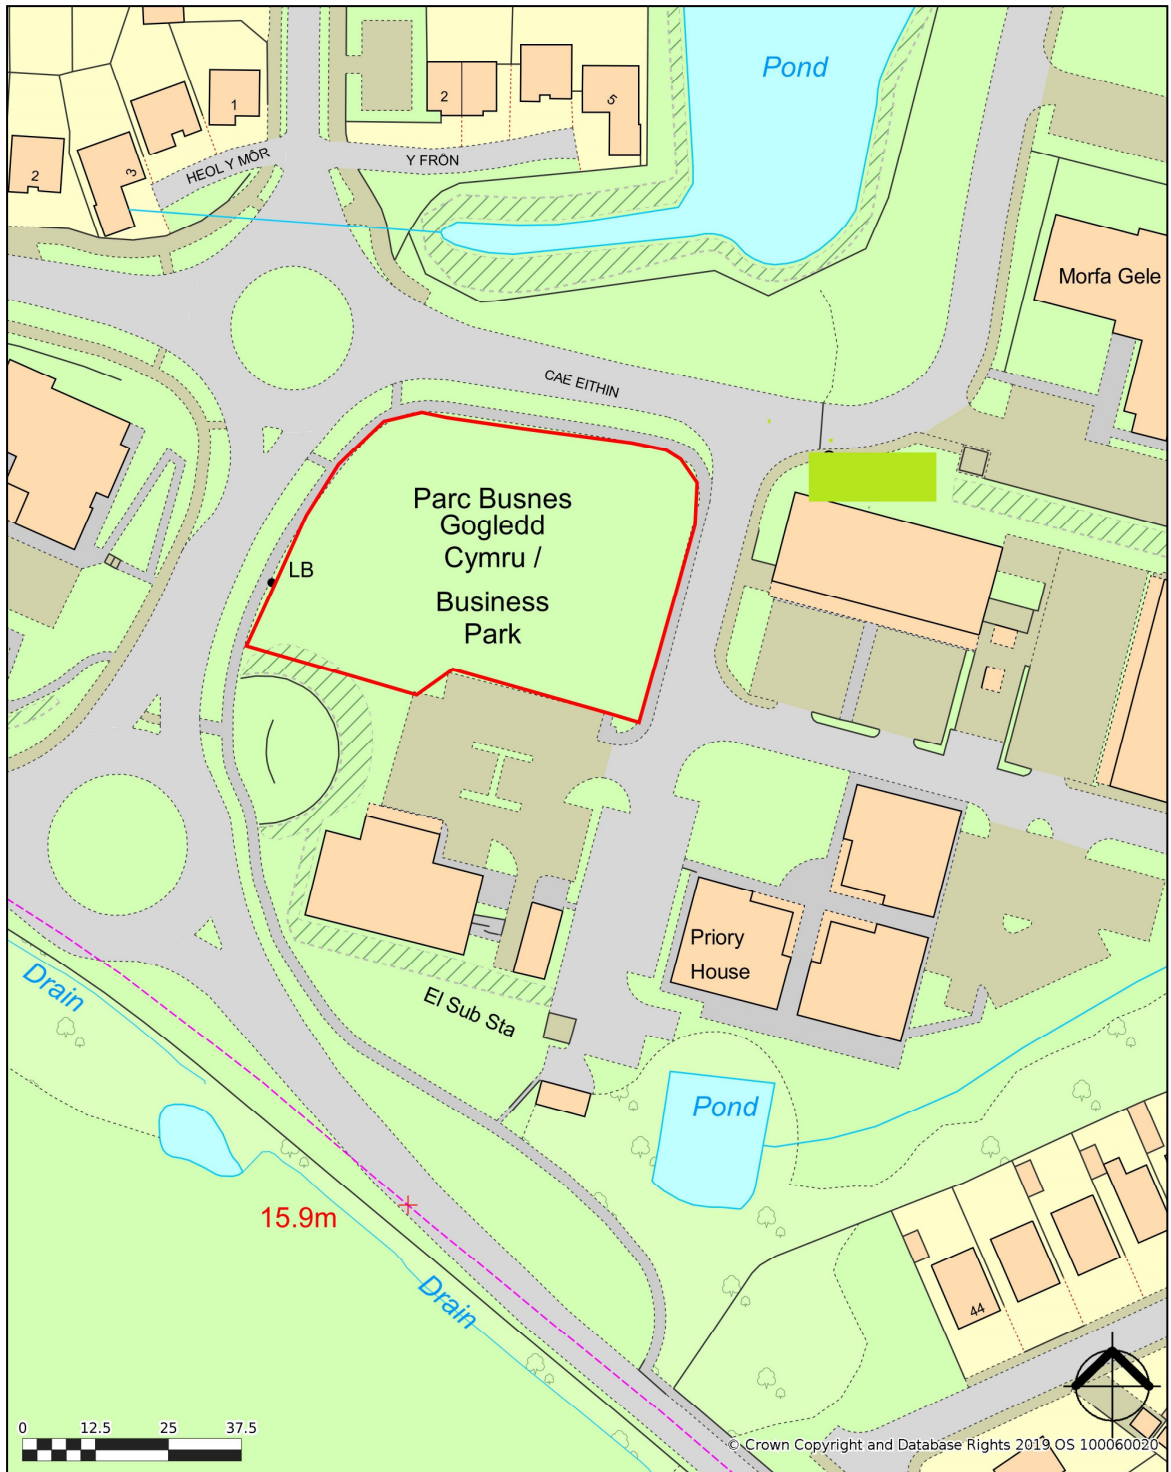 Pond
1
2
5
2
3
HEOL Y MÔR
Y FRÔN
Morfa Gele
CAE EITHIN
Parc Busnes
Gogledd
Cymru /
Business
Park
LB
Priory
House
Drain
El Sub Sta
Pond
15.9m
Drain
44
0 12.5 25 37.5
© Crown Copyright and Database Rights 2019 OS 100060020